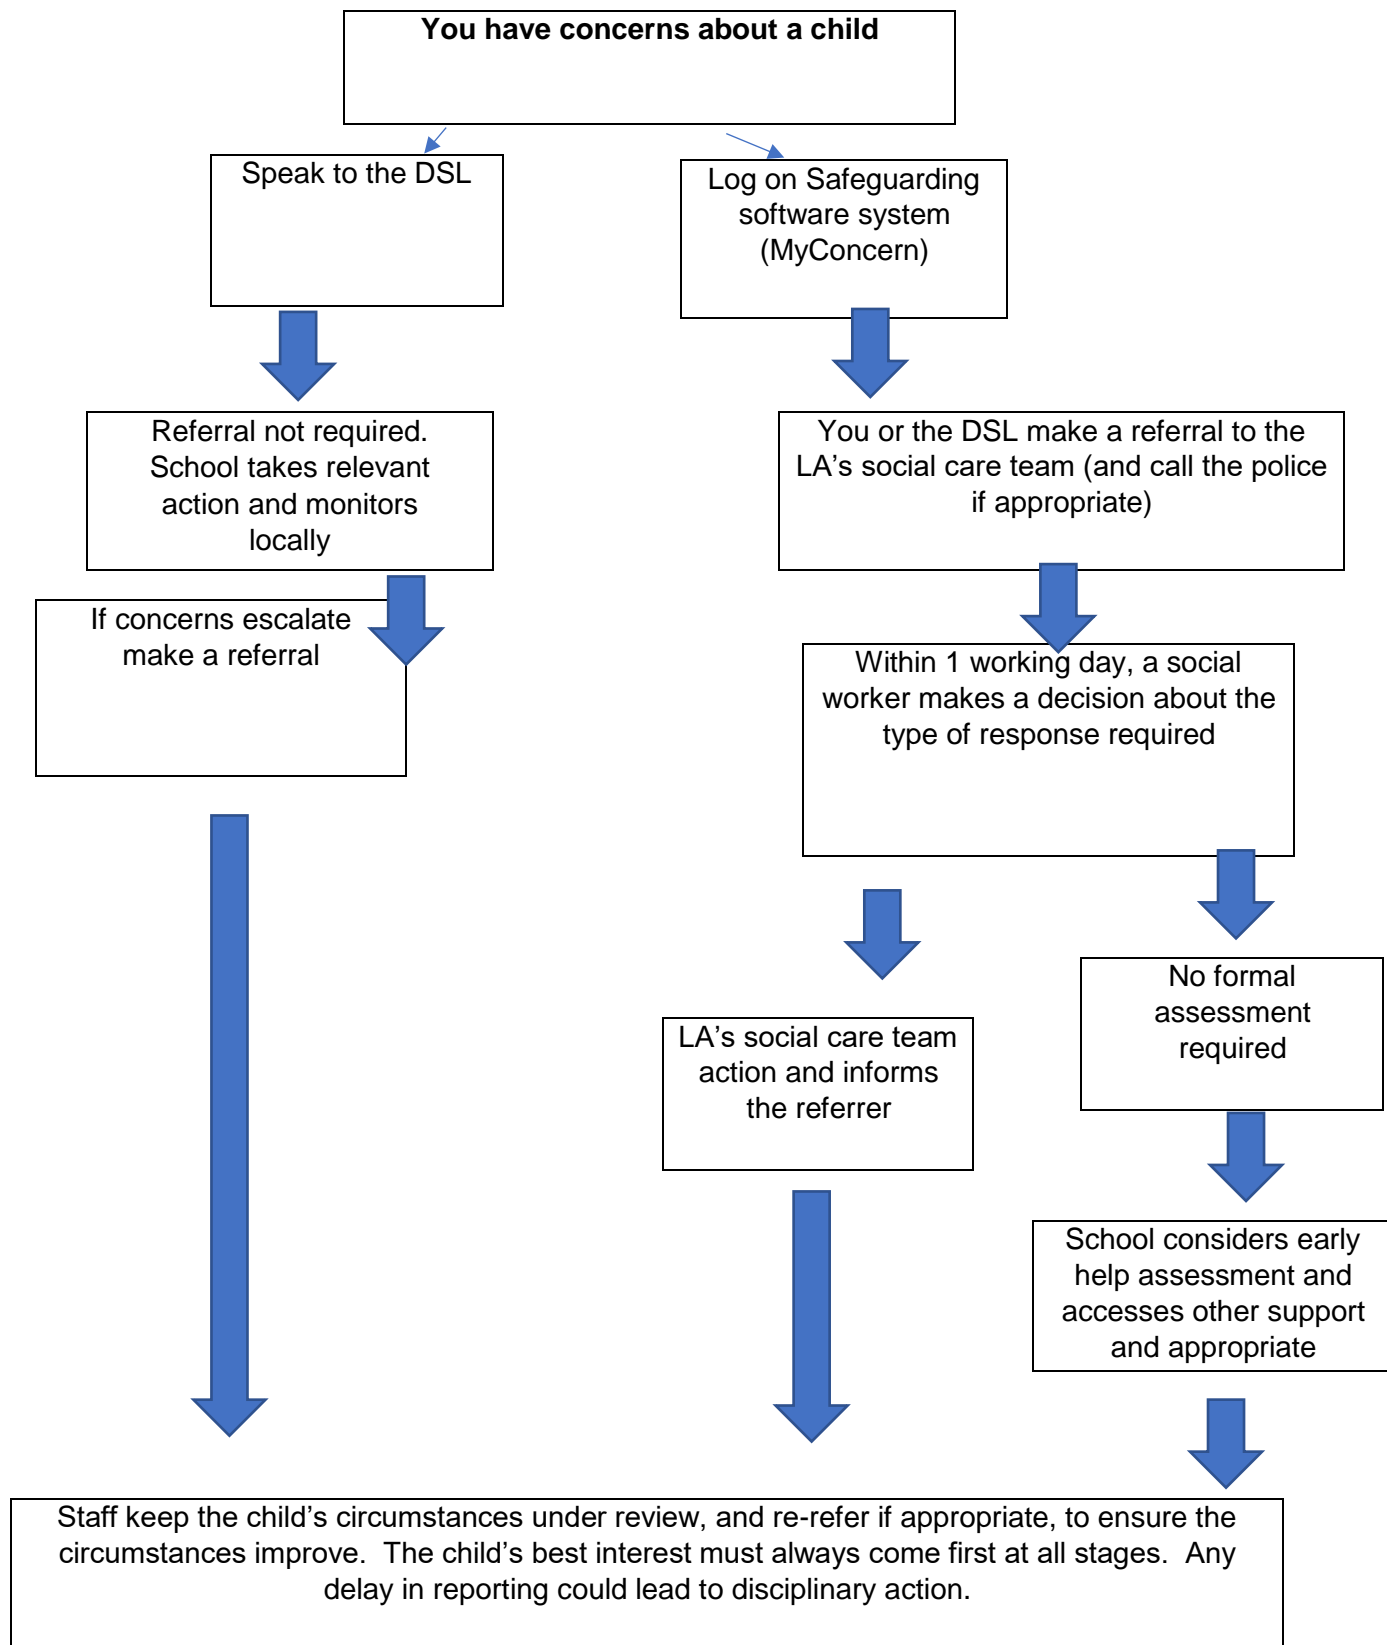 You have concerns about a child
Speak to the DSL
Log on Safeguarding
software system
(MyConcern)
Referral not required.
School takes relevant
action and monitors
locally
You or the DSL make a referral to the
LA’s social care team (and call the police
if appropriate)
If concerns escalate
make a referral
Within 1 working day, a social
worker makes a decision about the
type of response required
No formal
assessment
required
LA’s social care team
action and informs
the referrer
School considers early
help assessment and
accesses other support
and appropriate
Staff keep the child’s circumstances under review, and re-refer if appropriate, to ensure the
circumstances improve.  The child’s best interest must always come first at all stages.  Any
delay in reporting could lead to disciplinary action.